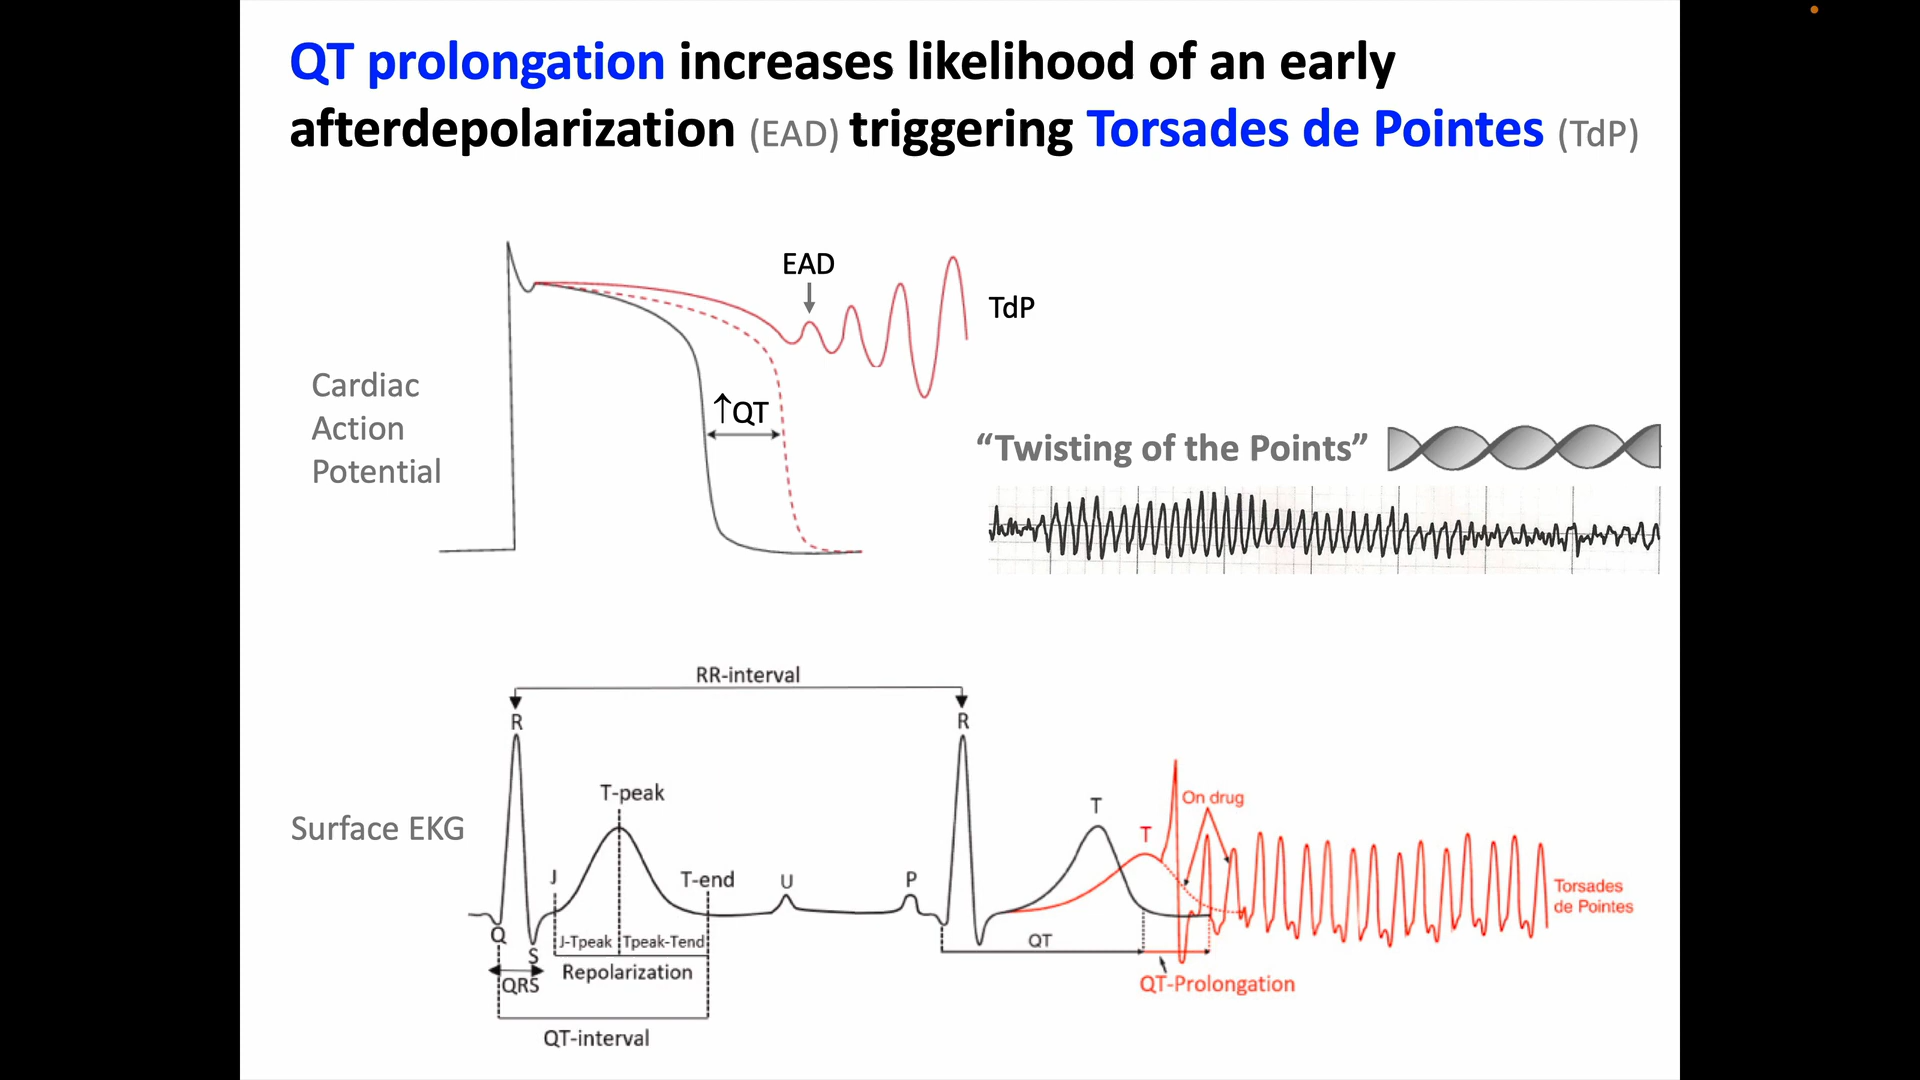 QT prolongation increases likelihood of an early
afterdepolarization (EAD) triggering Torsades de Pointes (TdP)
EAD
TdP
Cardiac
Action
Potential
↑QT
“Twisting of the Points”
RR-interval
R
R
T-peak
T
On drug
T
Surface EKG
J
T-end
U
P
Torsades
de Pointes
Q
S
J-Tpeak
Tpeak-Tend
QT
Repolarization
QRS
QT-Prolongation
QT-interval